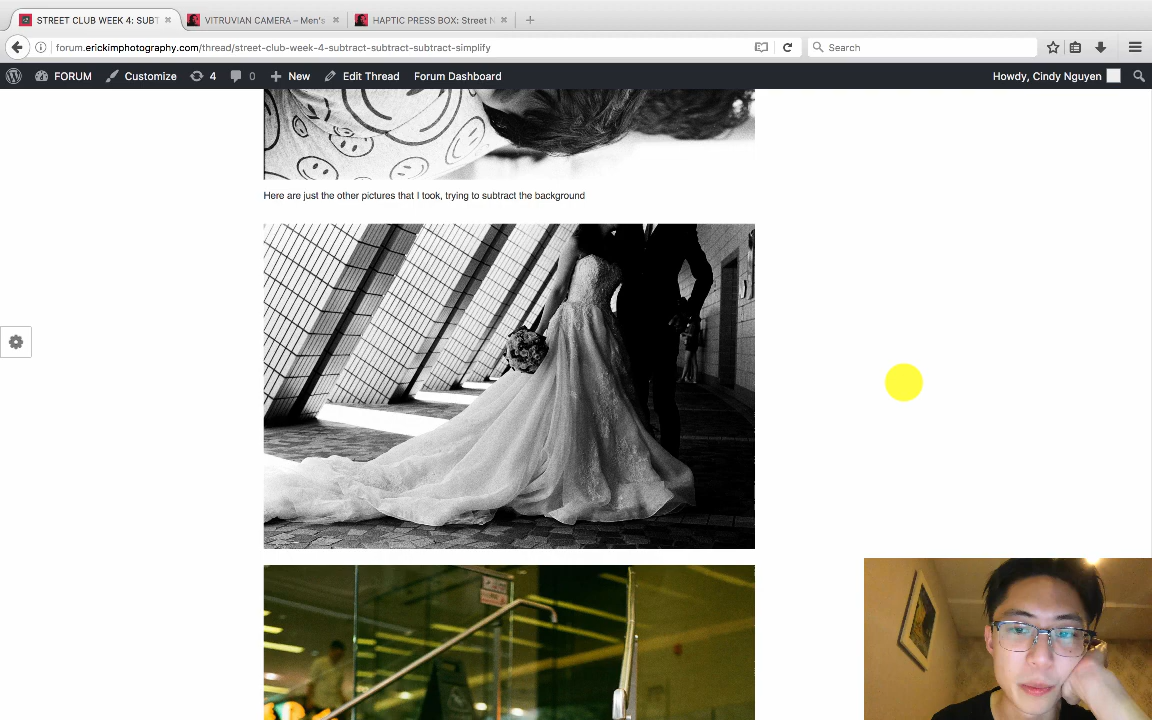 STREET CLUB WEEK 4: SUBT
VITRUVIAN CAMERA – Men's
HAPTIC PRESS BOX: Street N
forum.erickimphotography.com/thread/street-club-week-4-subtract-subtract-subtract-simplify
Search
FORUM
Customize
4
0
New
Edit Thread
Forum Dashboard
Howdy, Cindy Nguyen
Here are just the other pictures that I took, trying to subtract the background